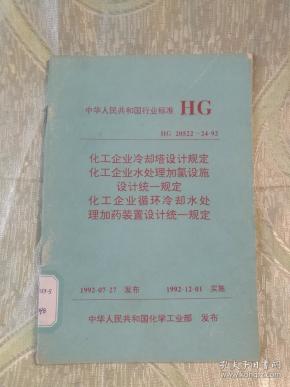 中华人民共和国行业标准 HG
HG 20522～24-92
化工企业冷却塔设计规定
化工企业水处理加氯设施
设计统一规定
化工企业循环冷却水处
理加药装置设计统一规定
1992-07-27 发布 1992-12-01 实施
中华人民共和国化学工业部 发布